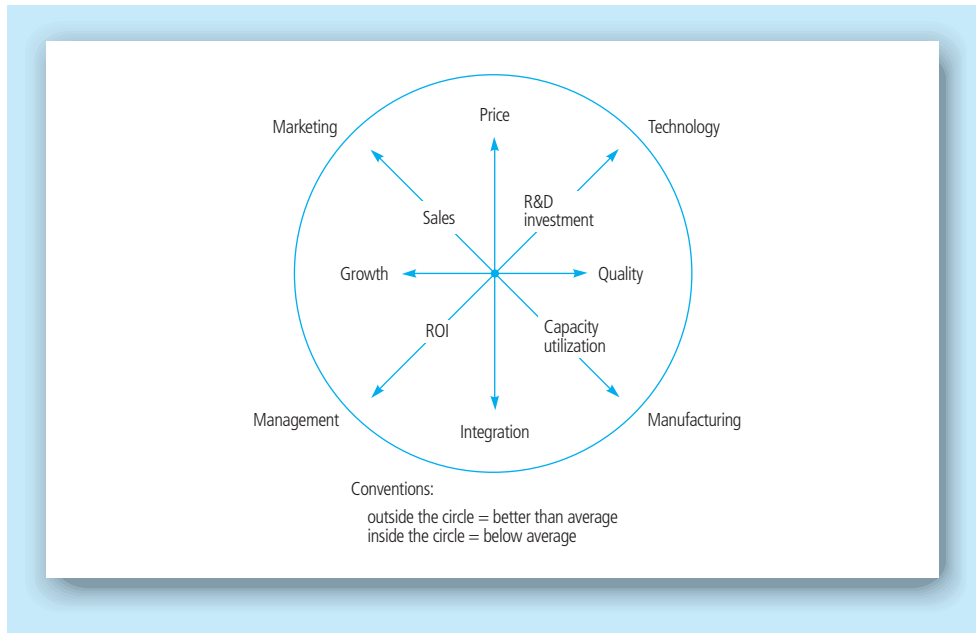 Price
Marketing
Technology
R&D
investment
Sales
Growth
Quality
ROI
Capacity
utilization
Management
Integration
Manufacturing
Conventions:
outside the circle = better than average
inside the circle = below average